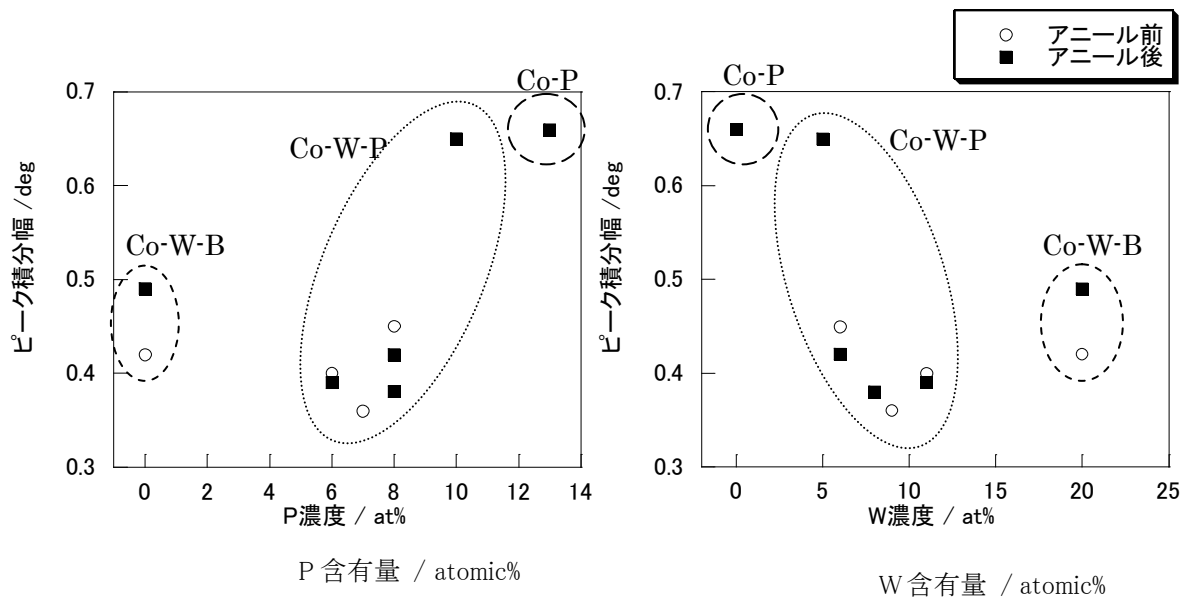 アニール前
アニール後
Co-P
Co-W-P
Co-W-B
0.7
0.6
0.5
0.4
0.3
ピーク積分幅 /deg
0 2 4 6 8 10 12 14
P濃度 / at%
P 含有量 / atomic%
Co-P
Co-W-P
Co-W-B
0.7
0.6
0.5
0.4
0.3
ピーク積分幅 /deg
0 5 10 15 20 25
W濃度 / at%
W 含有量 / atomic%